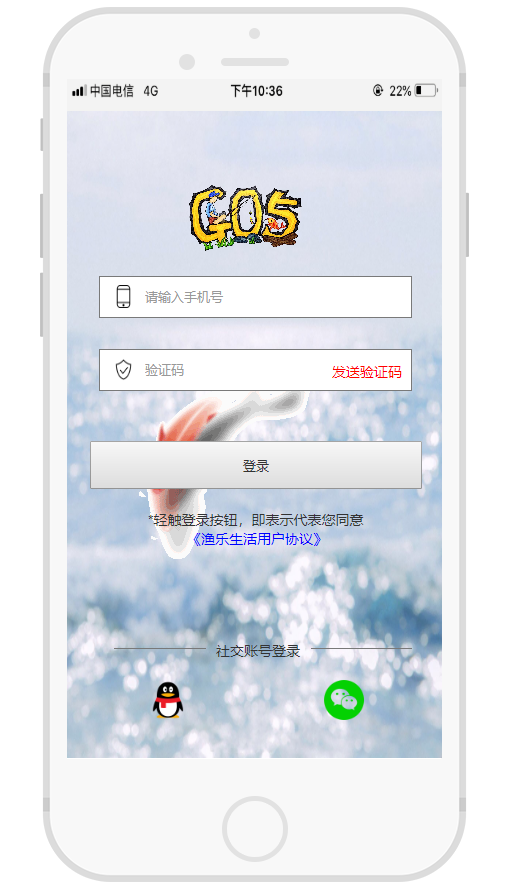 中国电信 4G 下午10:36 22%
GO5
请输入手机号
验证码 发送验证码
登录
*轻触登录按钮，即表示代表您同意
《渔乐生活用户协议》
社交账号登录